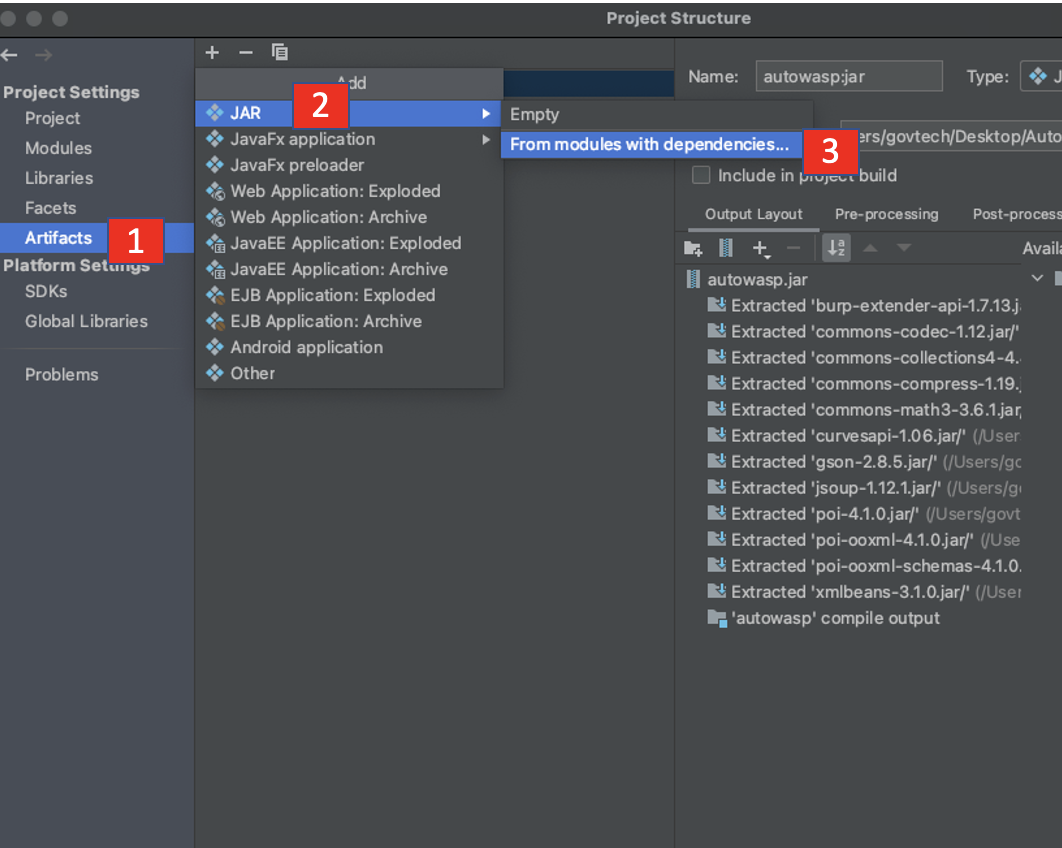 Project Structure
Project Settings
Project
Modules
Libraries
Facets
Artifacts
1
Platform Settings
SDKs
Global Libraries
Problems
Add
JAR
2
JavaFx application
JavaFx preloader
Web Application: Exploded
Web Application: Archive
JavaEE Application: Exploded
JavaEE Application: Archive
EJB Application: Exploded
EJB Application: Archive
Android application
Other
Empty
From modules with dependencies...
3
Name: autowasp:jar Type: J
ers/govtech/Desktop/Auto
Include in project build
Output Layout Pre-processing Post-process
Availa
autowasp.jar
Extracted 'burp-extender-api-1.7.13.ja
Extracted 'commons-codec-1.12.jar/'
Extracted 'commons-collections4-4.
Extracted 'commons-compress-1.19.
Extracted 'commons-math3-3.6.1.jar/
Extracted 'curvesapi-1.06.jar/' (/User
Extracted 'gson-2.8.5.jar/' (/Users/go
Extracted 'jsoup-1.12.1.jar/' (/Users/g
Extracted 'poi-4.1.0.jar/' (/Users/govt
Extracted 'poi-ooxml-4.1.0.jar/' (/Use
Extracted 'poi-ooxml-schemas-4.1.0.
Extracted 'xmlbeans-3.1.0.jar/' (/User
'autowasp' compile output